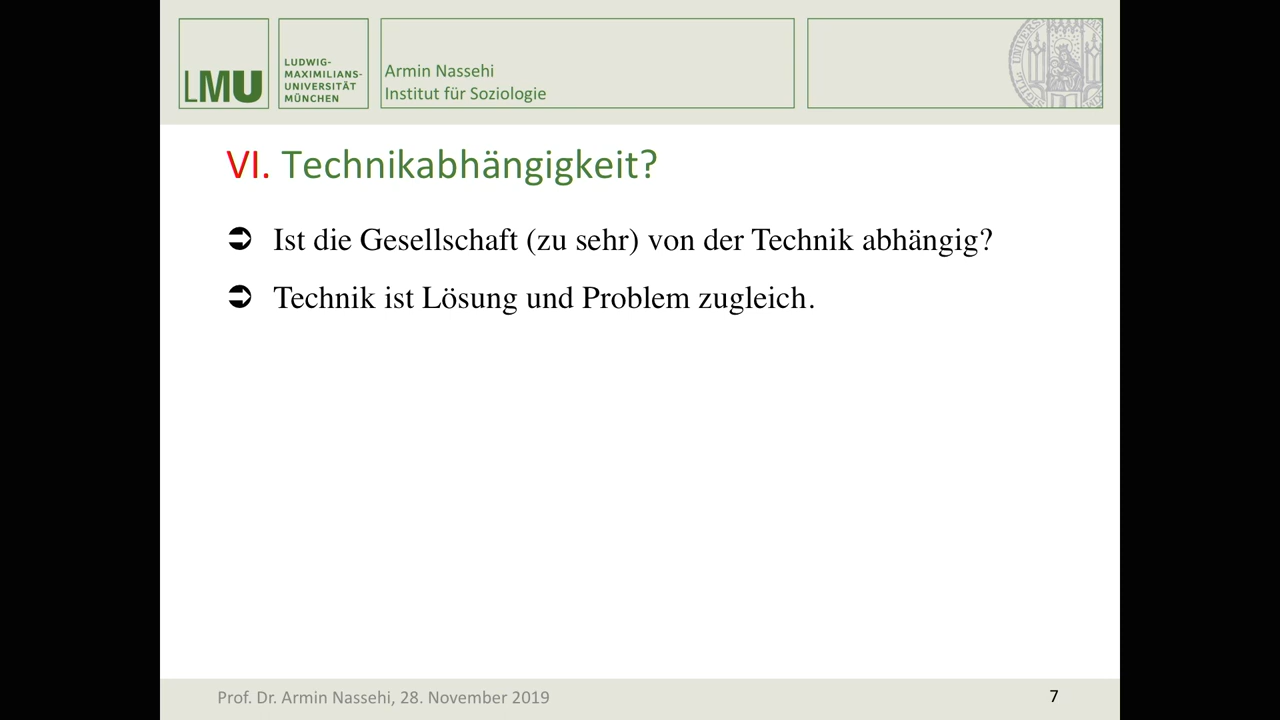 LMU
LUDWIG-
MAXIMILIANS-
UNIVERSITÄT
MÜNCHEN
Armin Nassehi
Institut für Soziologie
VI. Technikabhängigkeit?
➲ Ist die Gesellschaft (zu sehr) von der Technik abhängig?
➲ Technik ist Lösung und Problem zugleich.
Prof. Dr. Armin Nassehi, 28. November 2019
7